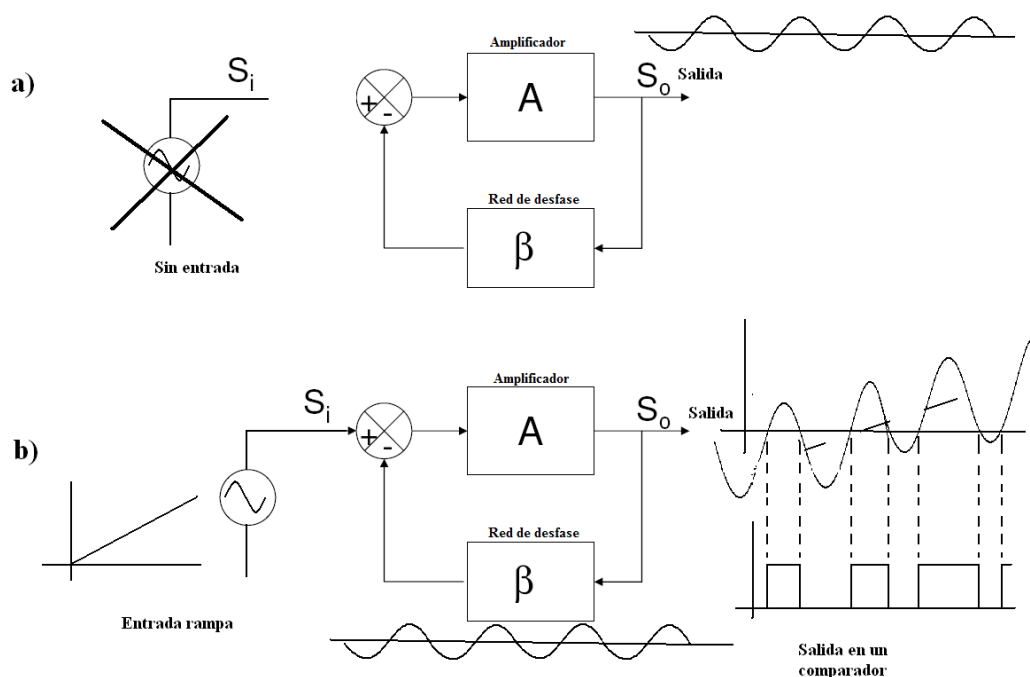 a)
Si
Sin entrada
Amplificador
A
+
-
So
Salida
Red de desfase
β
b)
Entrada rampa
Si
Amplificador
A
+
-
So
Salida
Red de desfase
β
Salida en un
comparador